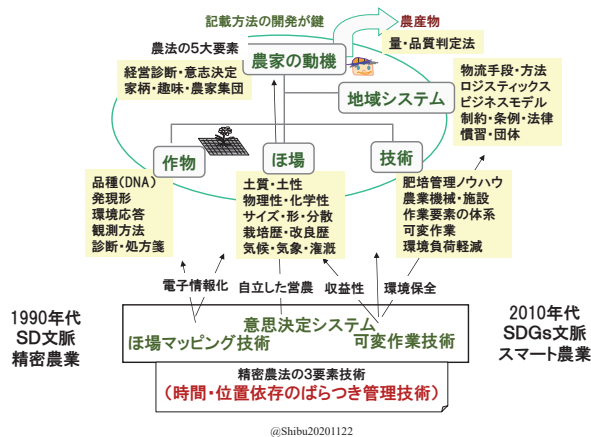 記載方法の開発が鍵
農産物
量・品質判定法
農法の5大要素
農家の動機
経営診断・意志決定
家柄・趣味・農家集団
地域システム
物流手段・方法
ロジスティックス
ビジネスモデル
制約・条例・法律
慣習・団体
作物
ほ場
技術
品種(DNA)
発現形
環境応答
観測方法
診断・処方箋
土質・土性
物理性・化学性
サイズ・形・分散
栽培歴・改良歴
気候・気象・灌漑
肥培管理ノウハウ
農業機械・施設
作業要素の体系
可変作業
環境負荷軽減
電子情報化
自立した営農
収益性
環境保全
1990年代
SD文脈
精密農業
意思決定システム
ほ場マッピング技術
可変作業技術
2010年代
SDGs文脈
スマート農業
精密農法の3要素技術
(時間・位置依存のばらつき管理技術)
@Shibu20201122